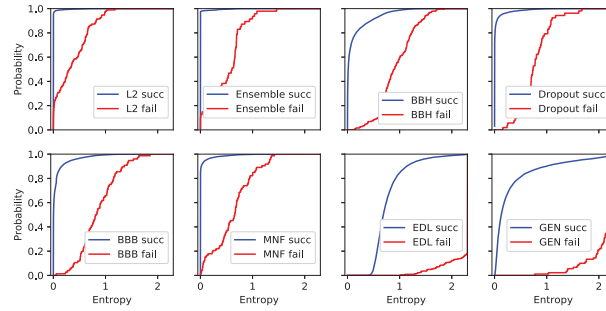 Probability
1.0
0.8
0.6
0.4
0.2
0.0
L2 succ
L2 fail
Ensemble succ
Ensemble fail
BBH succ
BBH fail
Dropout succ
Dropout fail
Probability
1.0
0.8
0.6
0.4
0.2
0.0
BBB succ
BBB fail
MNF succ
MNF fail
EDL succ
EDL fail
GEN succ
GEN fail
0 1 2
0 1 2
0 1 2
0 1 2
Entropy
Entropy
Entropy
Entropy